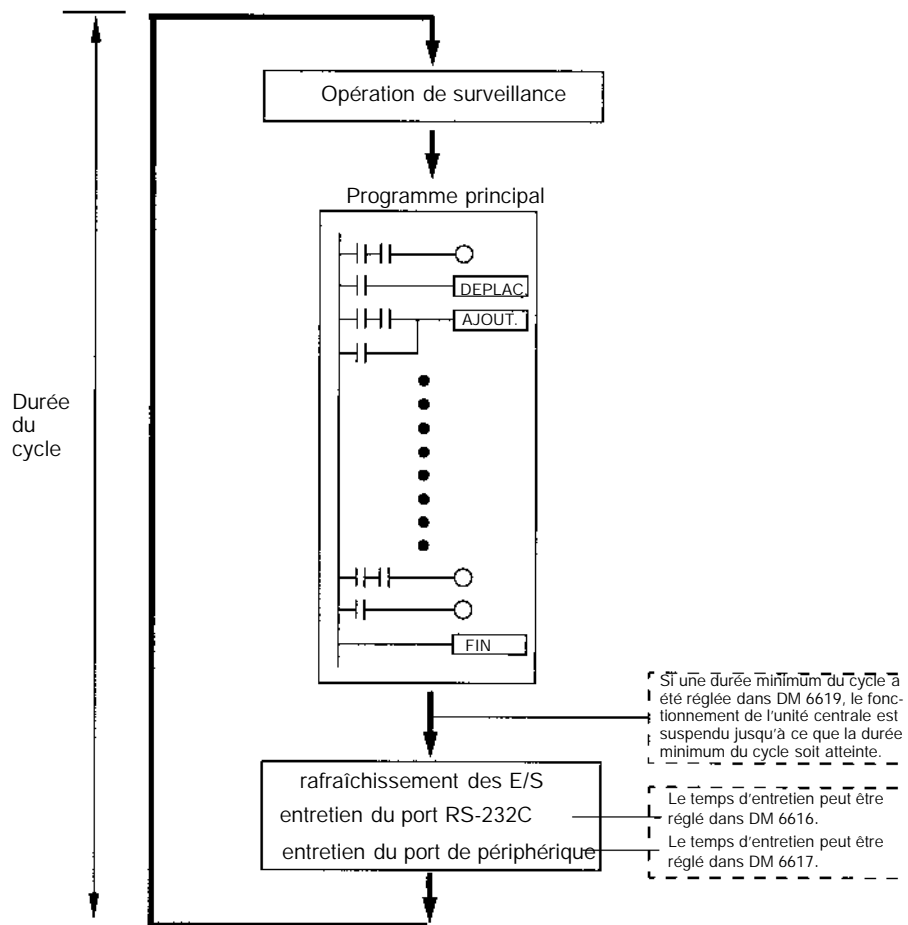 Opération de surveillance
Programme principal
DEPLAC.
AJOUT.
Durée
du
cycle
FIN
Si une durée minimum du cycle a
été réglée dans DM 6619, le fonc-
tionnement de l'unité centrale est
suspendu jusqu'à ce que la durée
minimum du cycle soit atteinte.
rafraîchissement des E/S
entretien du port RS-232C
entretien du port de périphérique
Le temps d'entretien peut être
réglé dans DM 6616.
Le temps d'entretien peut être
réglé dans DM 6617.